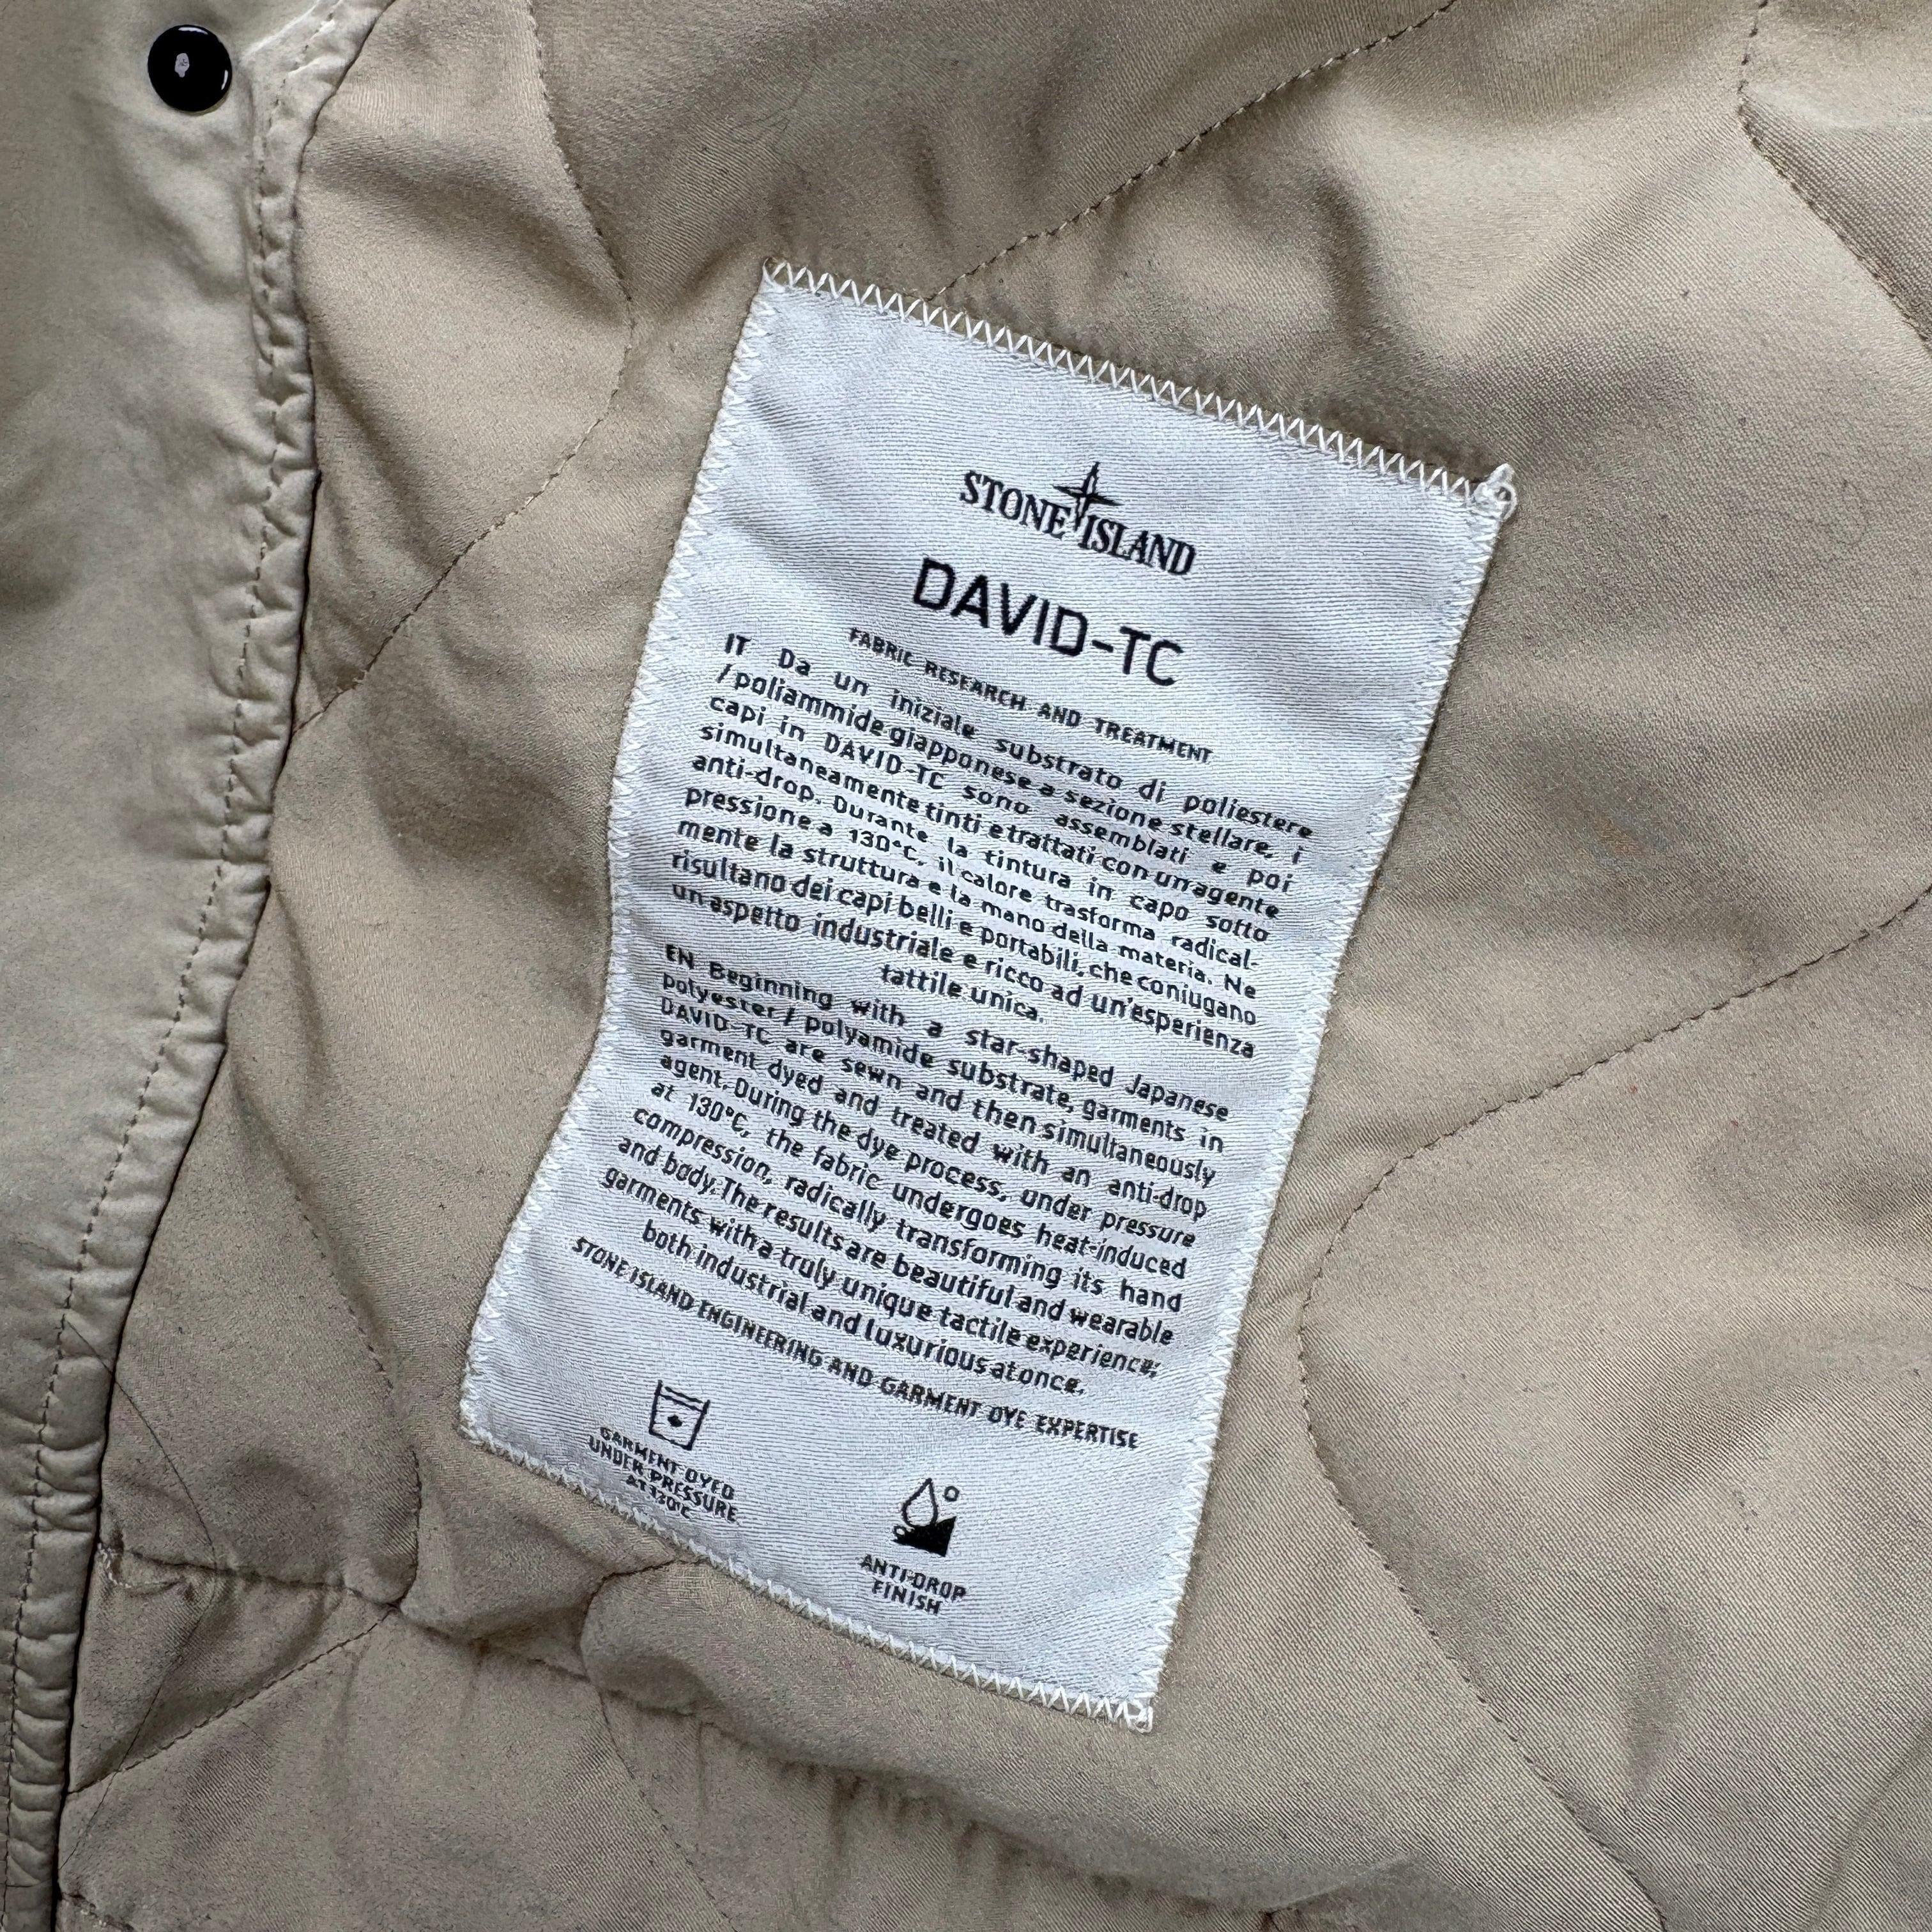 STONE ISLAND
DAVID-TC
FABRIC RESEARCH AND TREATMENT
IT Da un iniziale substrato di poliestere
/poliammide giapponese a sezione stellare, i
capi in DAVID-TC sono assemblati e poi
simultaneamente tinti e trattati con un agente
anti-drop. Durante la tintura in capo sotto
pressione a 130°C, il calore trasforma radical-
mente la struttura e la mano della materia. Ne
risultano dei capi belli e portabili, che coniugano
un aspetto industriale e ricco ad un'esperienza
tattile unica.
EN Beginning with a star-shaped Japanese
polyester / polyamide substrate, garments in
DAVID-TC are sewn and then simultaneously
garment dyed and treated with an anti-drop
agent. During the dye process, under pressure
at 130°C, the fabric undergoes heat-induced
compression, radically transforming its hand
and body. The results are beautiful and wearable
garments with a truly unique tactile experience;
both industrial and luxurious at once.
STONE ISLAND ENGINEERING AND GARMENT DYE EXPERTISE
GARMENT DYED
UNDER PRESSURE
AT 130°C
ANTI-DROP
FINISH